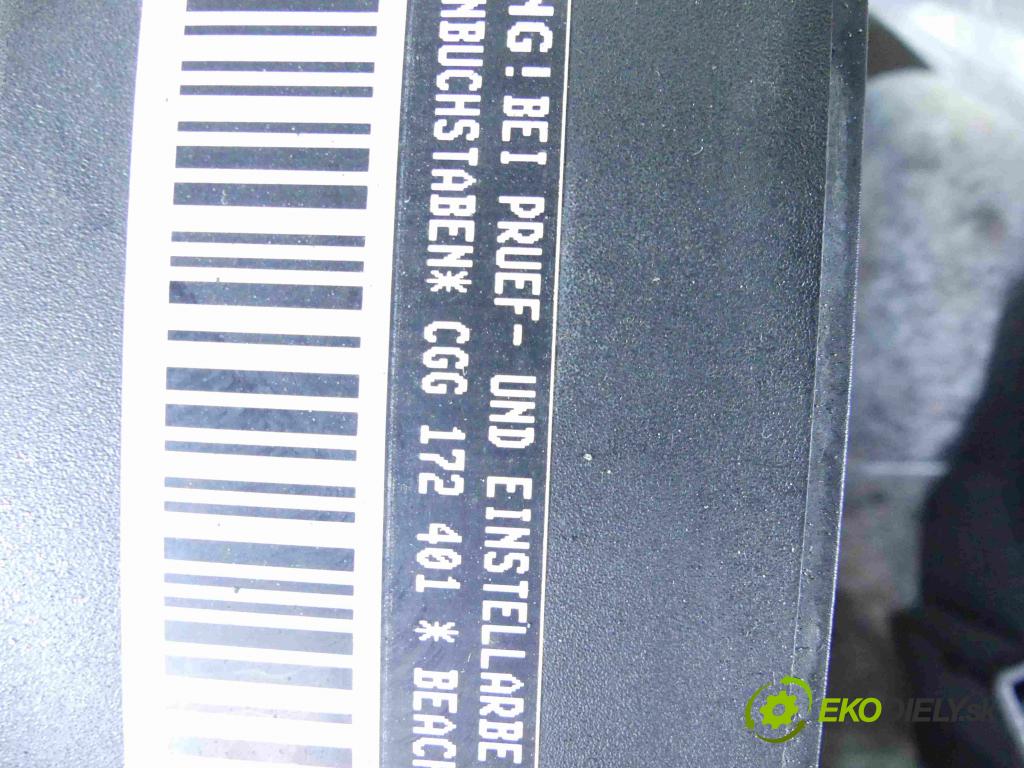 NG! BEI PRUEF- UND EINSTELLARBE
NBUCHSTABEN* CGG 172 401 * BEACH
EKODIELY.sk